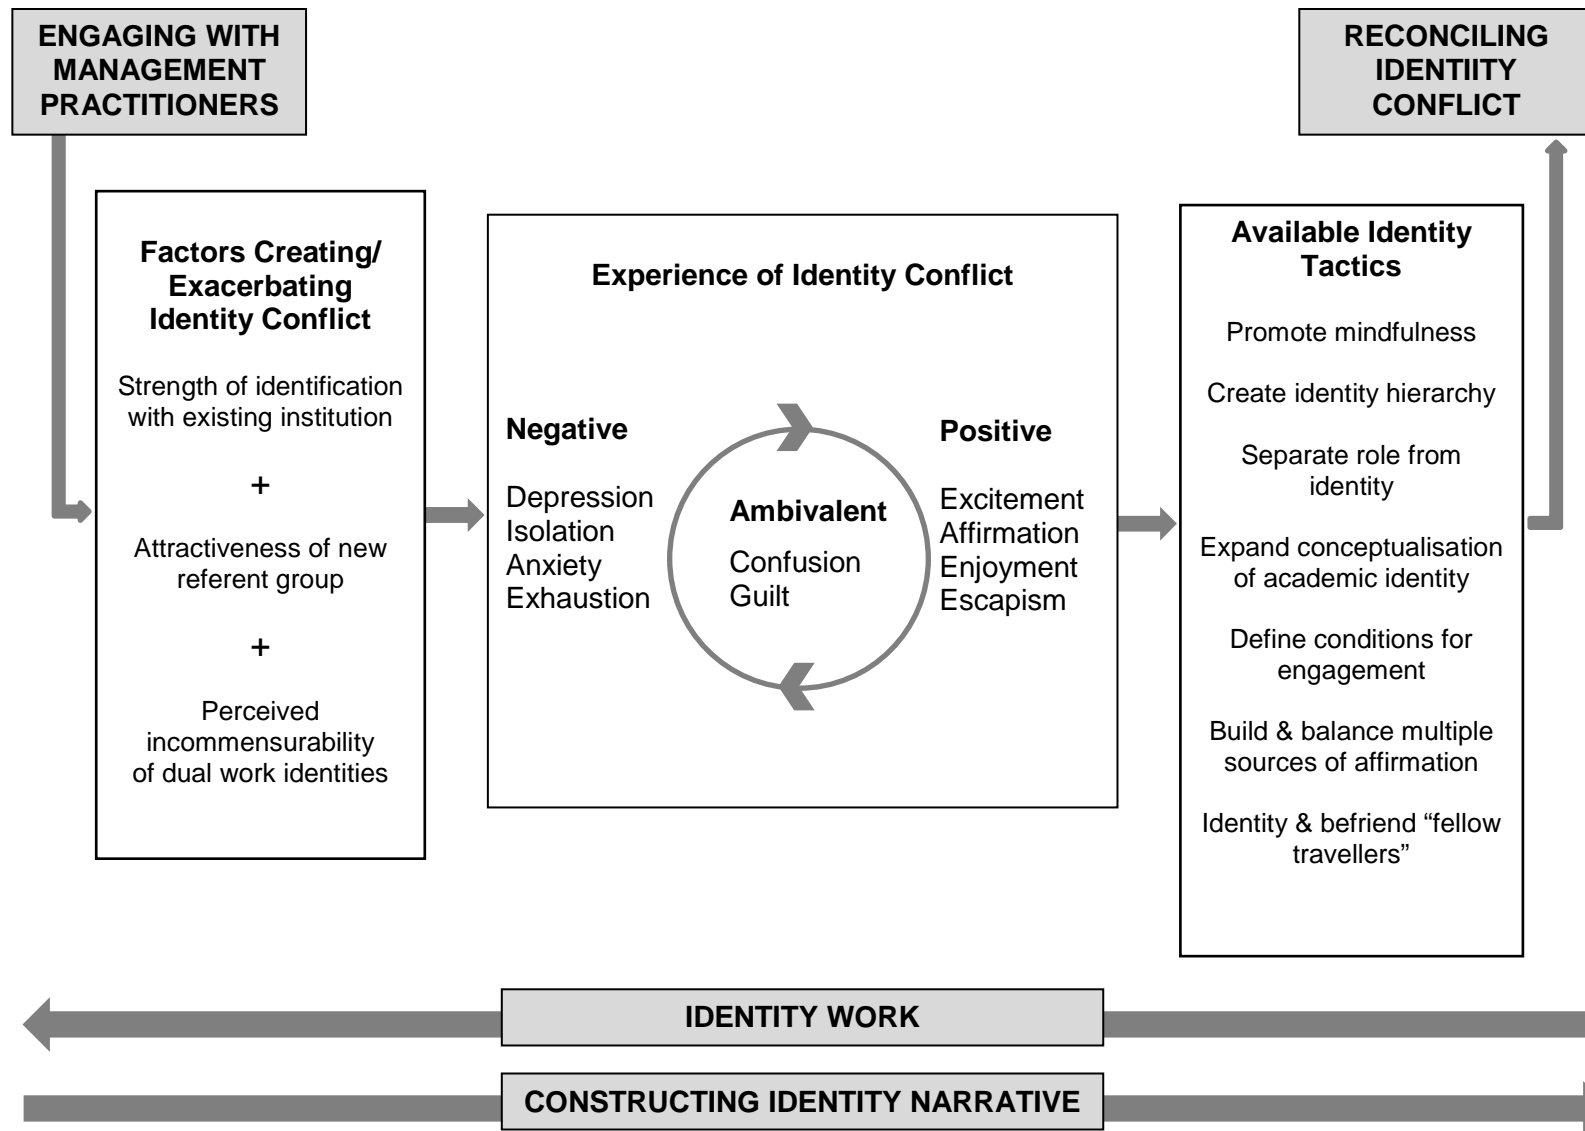 ENGAGING WITH
MANAGEMENT
PRACTITIONERS
RECONCILING
IDENTIITY
CONFLICT
Factors Creating/
Exacerbating
Identity Conflict
Strength of identification
with existing institution
+
Attractiveness of new
referent group
+
Perceived
incommensurability
of dual work identities
Experience of Identity Conflict
Negative
Depression
Isolation
Anxiety
Exhaustion
Ambivalent
Confusion
Guilt
Positive
Excitement
Affirmation
Enjoyment
Escapism
Available Identity
Tactics
Promote mindfulness
Create identity hierarchy
Separate role from
identity
Expand conceptualisation
of academic identity
Define conditions for
engagement
Build & balance multiple
sources of affirmation
Identity & befriend “fellow
travellers”
IDENTITY WORK
CONSTRUCTING IDENTITY NARRATIVE